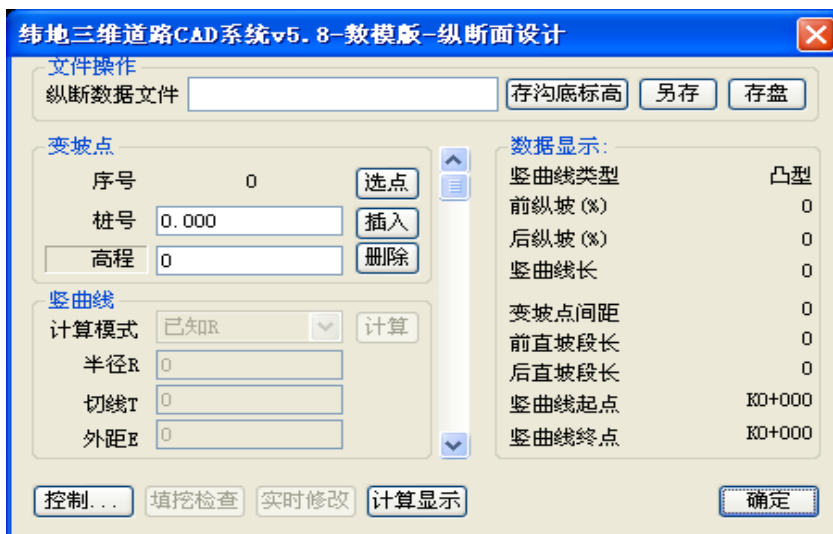 纬地三维道路CAD系统v5.8-数模版-纵断面设计
文件操作
纵断数据文件 存沟底标高 另存 存盘
变坡点
序号 0 选点
桩号 0.000 插入
高程 0 删除
竖曲线
计算模式 已知R 计算
半径R 0
切线T 0
外距E 0
数据显示:
竖曲线类型 凸型
前纵坡(%) 0
后纵坡(%) 0
竖曲线长 0
变坡点间距 0
前直坡段长 0
后直坡段长 0
竖曲线起点 K0+000
竖曲线终点 K0+000
控制... 填挖检查 实时修改 计算显示 确定